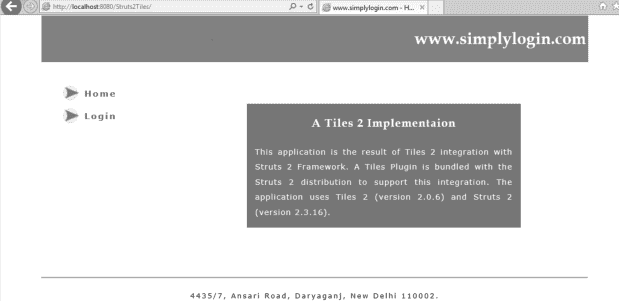 http://localhost:8080/Struts2Tiles/
www.simplylogin.com - H...
www.simplylogin.com
Home
Login
A Tiles 2 Implementaion
This application is the result of Tiles 2 integration with
Struts 2 Framework. A Tiles Plugin is bundled with the
Struts 2 distribution to support this integration. The
application uses Tiles 2 (version 2.0.6) and Struts 2
(version 2.3.16).
4435/7, Ansari Road, Daryaganj, New Delhi 110002.